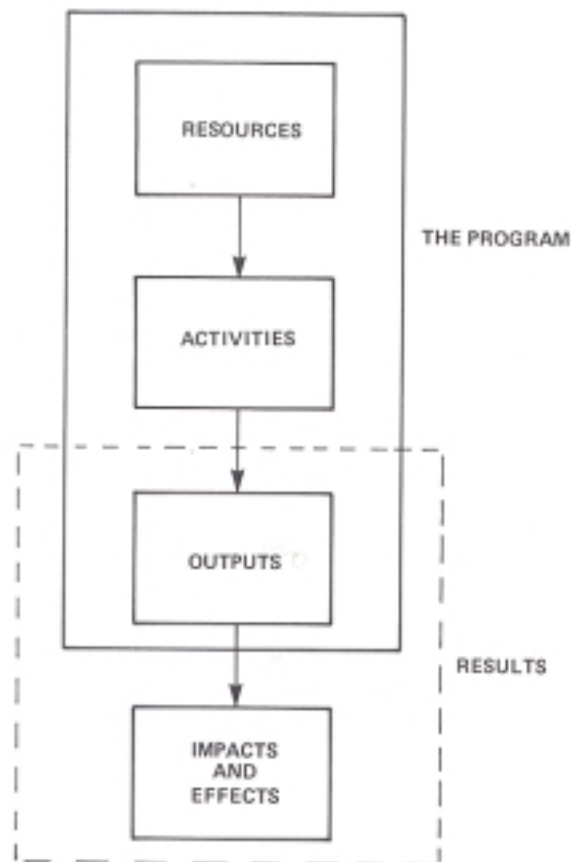 RESOURCES
THE PROGRAM
ACTIVITIES
OUTPUTS
RESULTS
IMPACTS
AND
EFFECTS